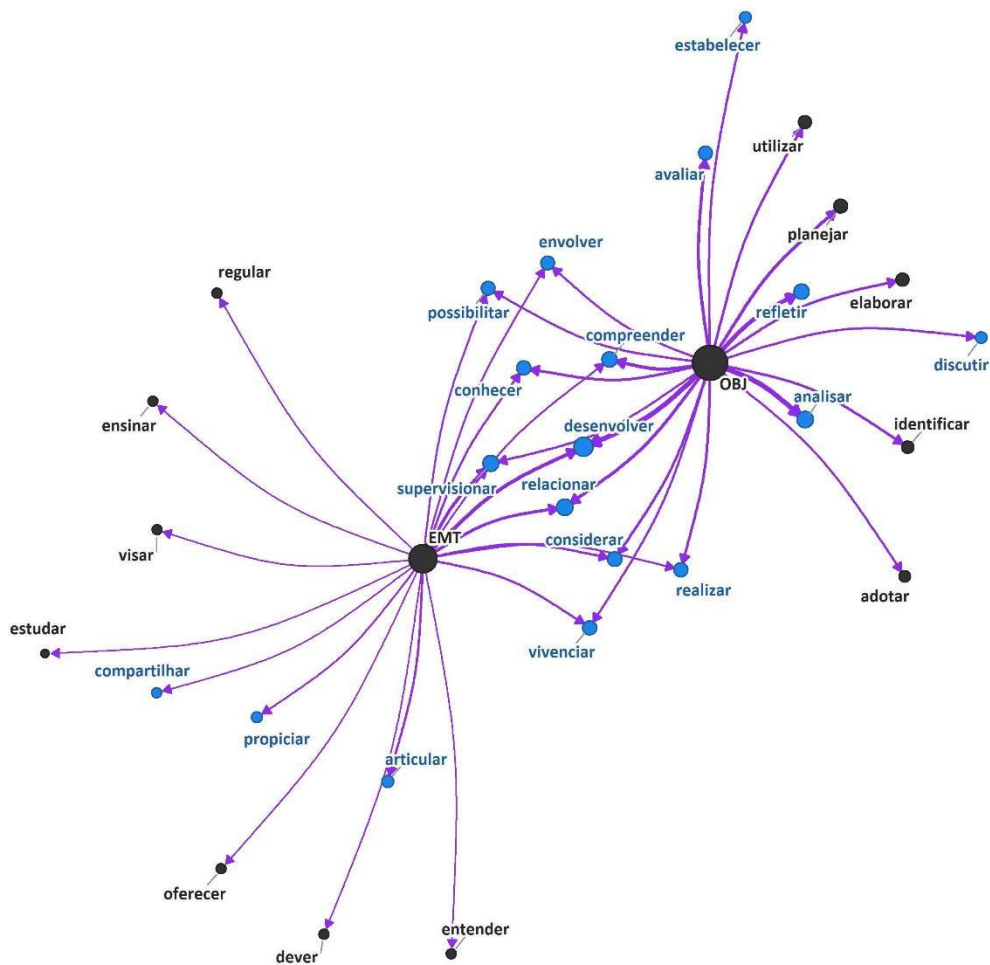 estabelecer
utilizar
avaliar
planejar
envolver
regular
elaborar
possibilitar
refletir
compreender
discutir
conhecer
OBJ
analisar
ensinar
identificar
desenvolver
supervisionar
relacionar
EMT
considerar
visar
realizar
adotar
estudar
vivenciar
compartilhar
propiciar
articular
oferecer
entender
dever